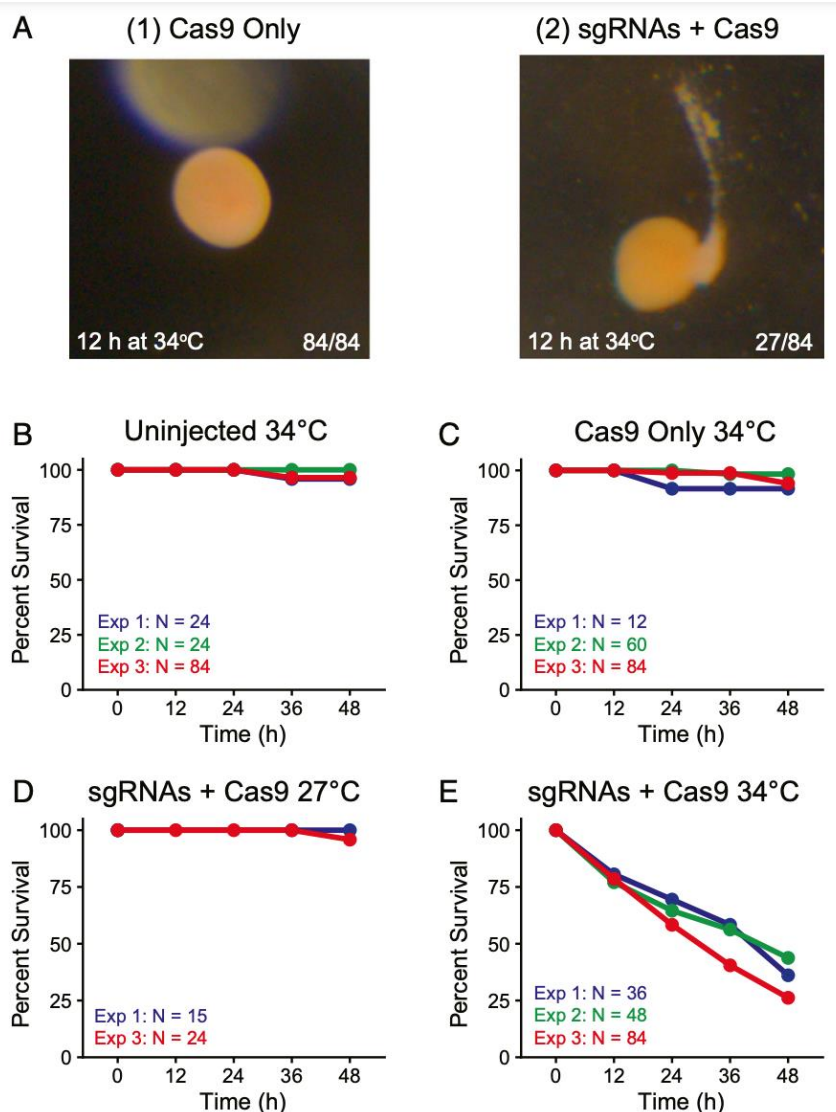 A
(1) Cas9 Only
(2) sgRNAs + Cas9
12 h at 34°C
84/84
12 h at 34°C
27/84
B
Uninjected 34°C
Percent Survival
100
75
50
25
0
Exp 1: N = 24
Exp 2: N = 24
Exp 3: N = 84
0 12 24 36 48
Time (h)
C
Cas9 Only 34°C
Percent Survival
100
75
50
25
0
Exp 1: N = 12
Exp 2: N = 60
Exp 3: N = 84
0 12 24 36 48
Time (h)
D
sgRNAs + Cas9 27°C
Percent Survival
100
75
50
25
0
Exp 1: N = 15
Exp 3: N = 24
0 12 24 36 48
Time (h)
E
sgRNAs + Cas9 34°C
Percent Survival
100
75
50
25
0
Exp 1: N = 36
Exp 2: N = 48
Exp 3: N = 84
0 12 24 36 48
Time (h)